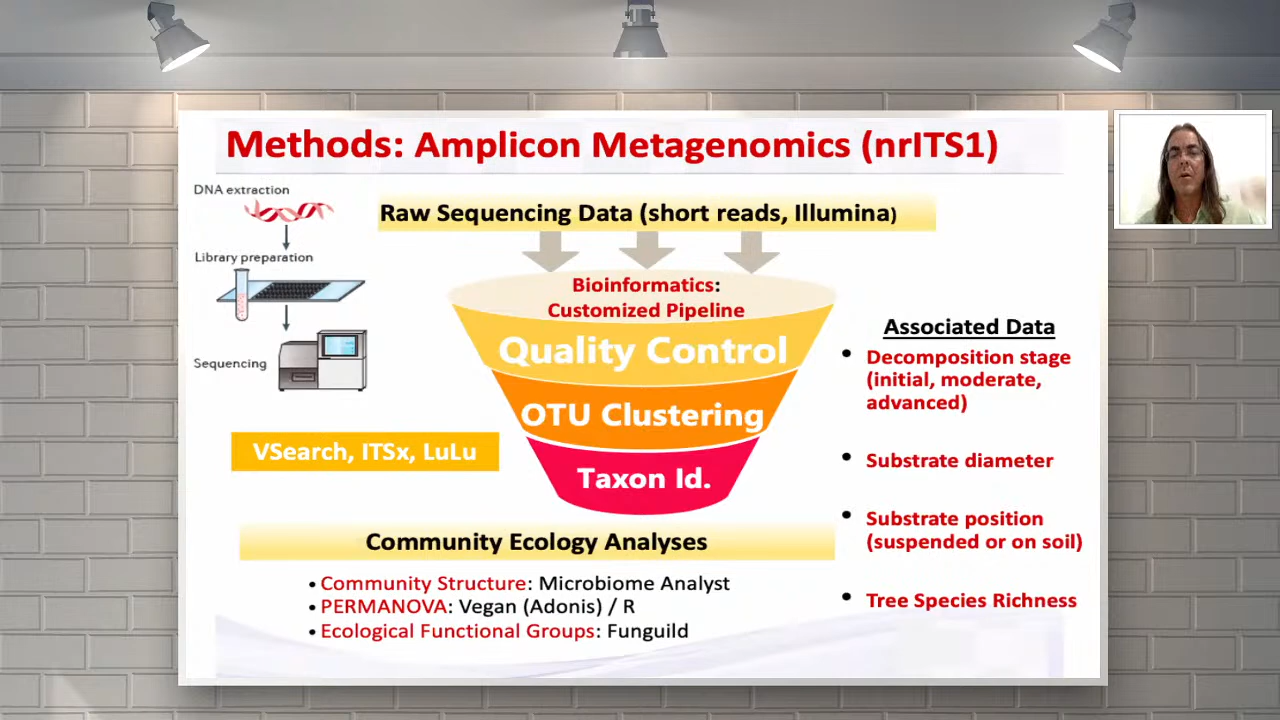 Methods: Amplicon Metagenomics (nrITS1)
DNA extraction
Library preparation
Sequencing
Raw Sequencing Data (short reads, Illumina)
Bioinformatics:
Customized Pipeline
Quality Control
OTU Clustering
Taxon Id.
VSearch, ITSx, LuLu
Community Ecology Analyses
• Community Structure: Microbiome Analyst
• PERMANOVA: Vegan (Adonis) / R
• Ecological Functional Groups: Funguild
Associated Data
• Decomposition stage
(initial, moderate,
advanced)
• Substrate diameter
• Substrate position
(suspended or on soil)
• Tree Species Richness